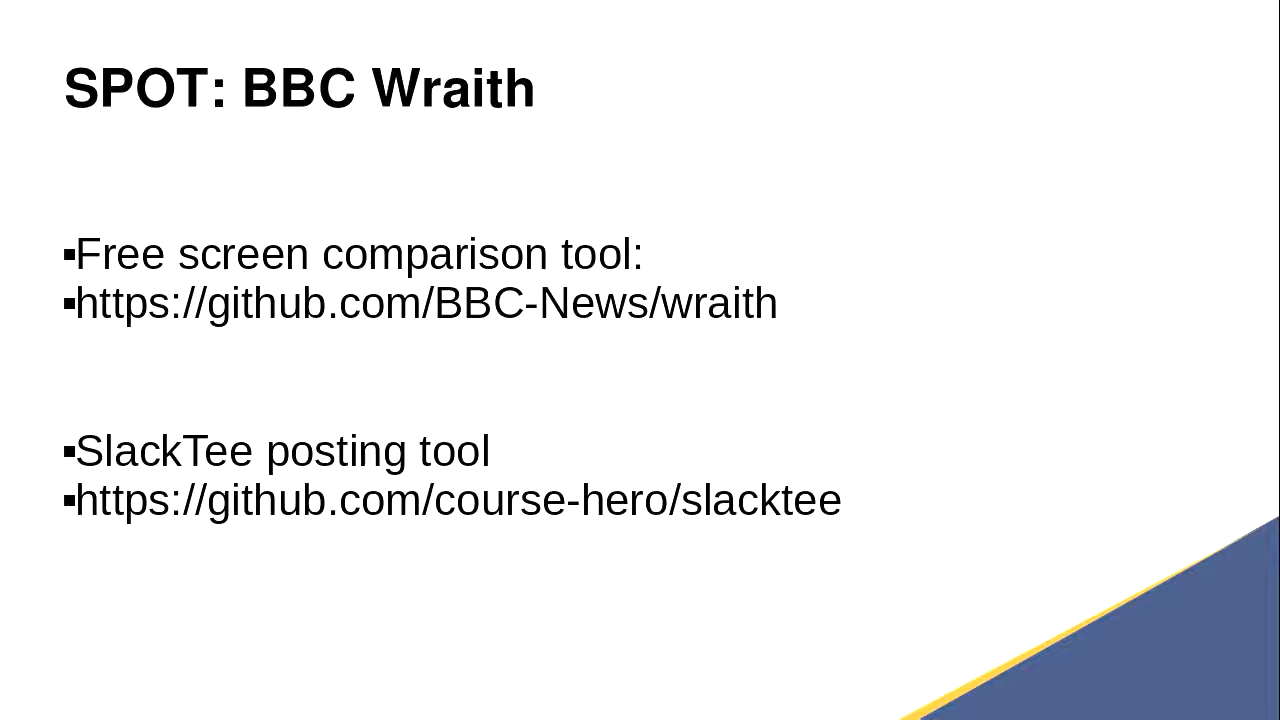 SPOT: BBC Wraith
▪Free screen comparison tool:
▪https://github.com/BBC-News/wraith
▪SlackTee posting tool
▪https://github.com/course-hero/slacktee